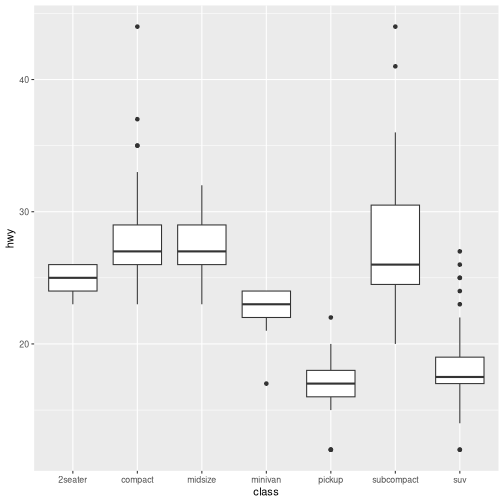 40
30
20
hwy
2seater compact midsize minivan pickup subcompact suv
class